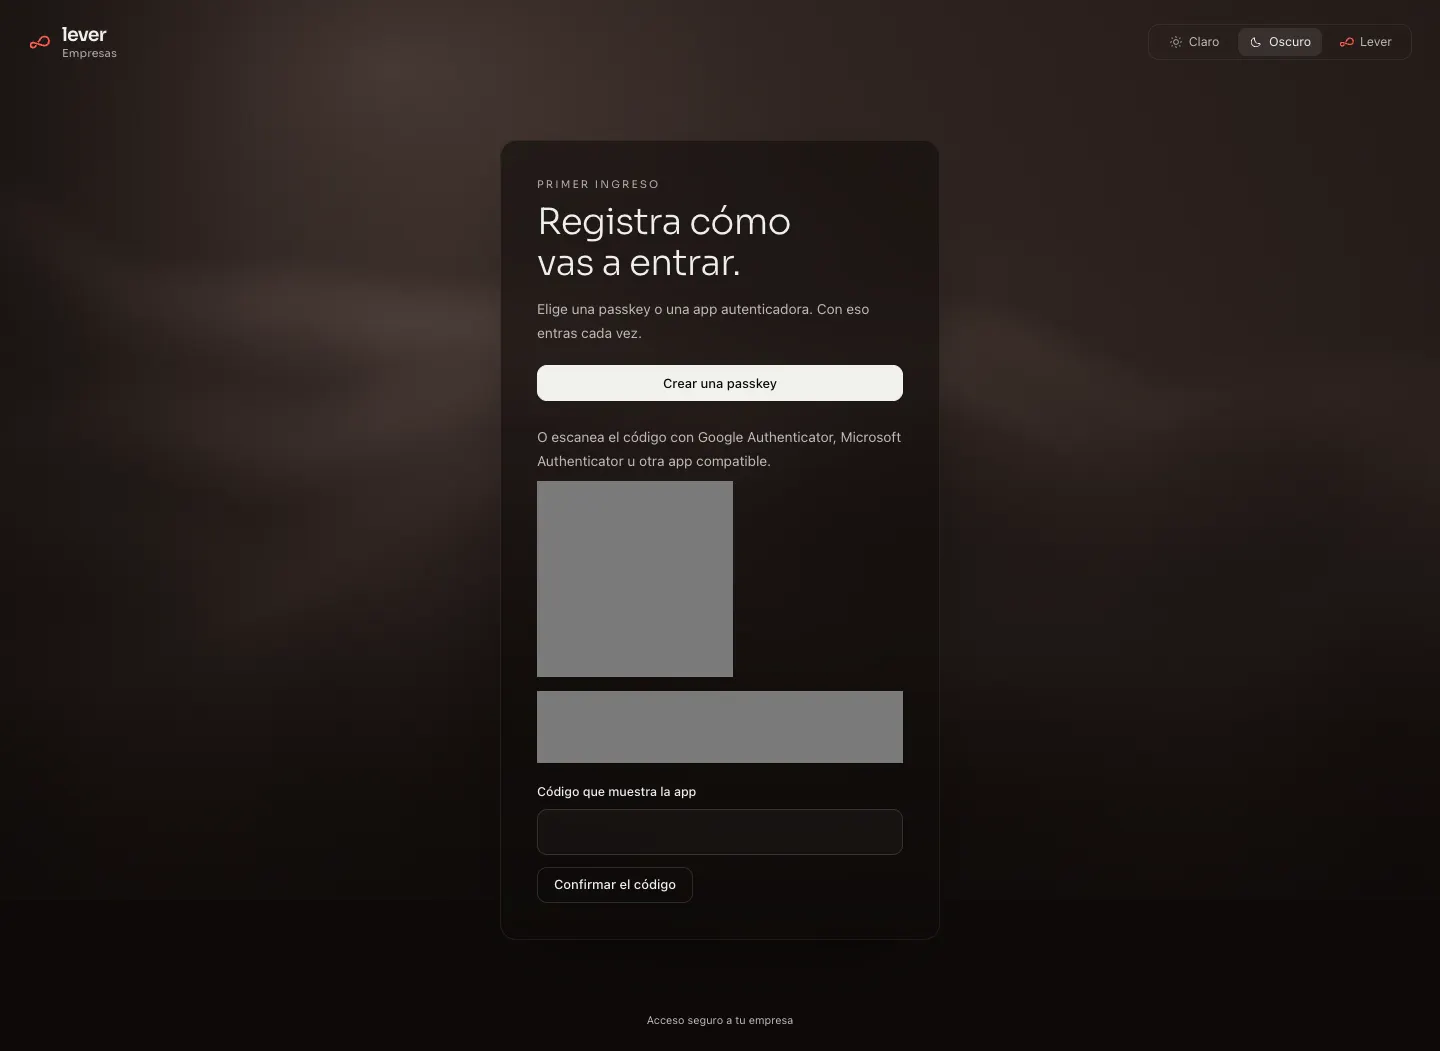 lever
Empresas
Claro
Oscuro
Lever
PRIMER INGRESO
Registra cómo
vas a entrar.
Elige una passkey o una app autenticadora. Con eso
entras cada vez.
Crear una passkey
O escanea el código con Google Authenticator, Microsoft
Authenticator u otra app compatible.
Código que muestra la app
Confirmar el código
Acceso seguro a tu empresa